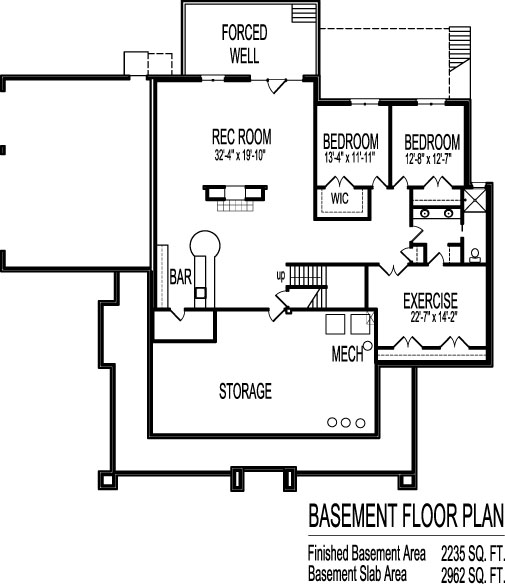 FORCED
WELL
REC ROOM
32'-4" x 19'-10"
BEDROOM
13'-4" x 11'-11"
BEDROOM
12'-8" x 12'-7"
WIC
BAR
up
EXERCISE
22'-7" x 14'-2"
MECH
STORAGE
BASEMENT FLOOR PLAN
Finished Basement Area 2235 SQ. FT.
Basement Slab Area 2962 SQ. FT.